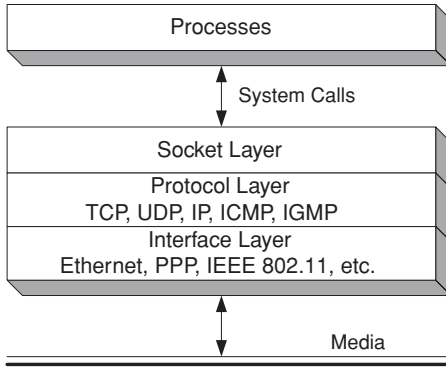 Processes
System Calls
Socket Layer
Protocol Layer
TCP, UDP, IP, ICMP, IGMP
Interface Layer
Ethernet, PPP, IEEE 802.11, etc.
Media